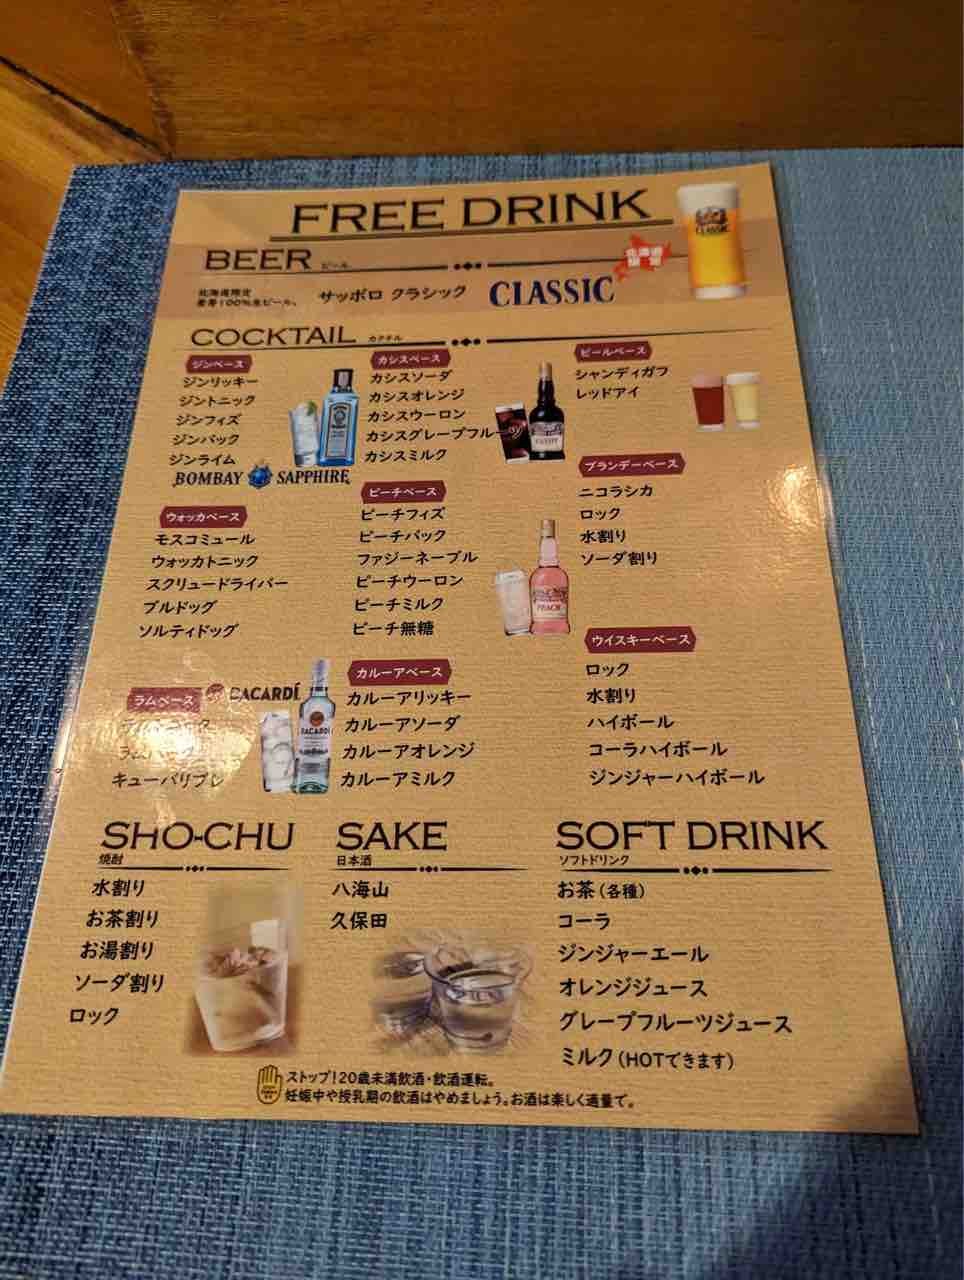 FREE DRINK
BEER ビール
北海道限定
麦芽100%生ビール。
サッポロ クラシック
CLASSIC
北海道
限定
CLASSIC
COCKTAIL カクテル
ジンベース
ジンリッキー
ジントニック
ジンフィズ
ジンバック
ジンライム
BOMBAY SAPPHIRE
カシスベース
カシスソーダ
カシスオレンジ
カシスウーロン
カシスグレープフルーツ
カシスミルク
ビールベース
シャンディガフ
レッドアイ
ウォッカベース
モスコミュール
ウォッカトニック
スクリュードライバー
ブルドッグ
ソルティドッグ
ピーチベース
ピーチフィズ
ピーチバック
ファジーネーブル
ピーチウーロン
ピーチミルク
ピーチ無糖
PEACH
ブランデーベース
ニコラシカ
ロック
水割り
ソーダ割り
ラムベース
BACARDÍ
BACARDÍ
キューバリブレ
カルーアベース
カルーアリッキー
カルーアソーダ
カルーアオレンジ
カルーアミルク
ウイスキーベース
ロック
水割り
ハイボール
コーラハイボール
ジンジャーハイボール
SHO-CHU
焼酎
水割り
お茶割り
お湯割り
ソーダ割り
ロック
SAKE
日本酒
八海山
久保田
SOFT DRINK
ソフトドリンク
お茶(各種)
コーラ
ジンジャーエール
オレンジジュース
グレープフルーツジュース
ミルク(HOTできます)
ストップ!20歳未満飲酒・飲酒運転。
妊娠中や授乳期の飲酒はやめましょう。お酒は楽しく適量で。